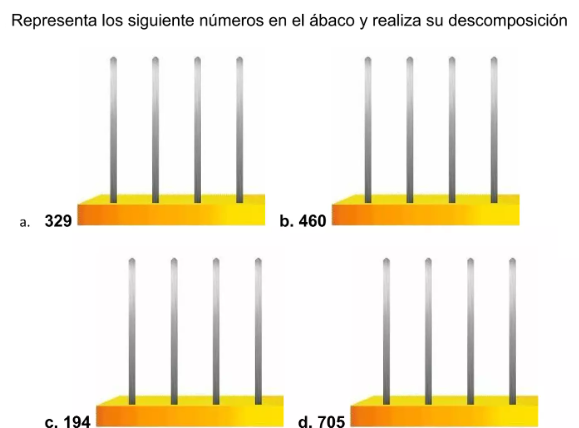 Representa los siguiente números en el ábaco y realiza su descomposición
a. 329
b. 460
c. 194
d. 705